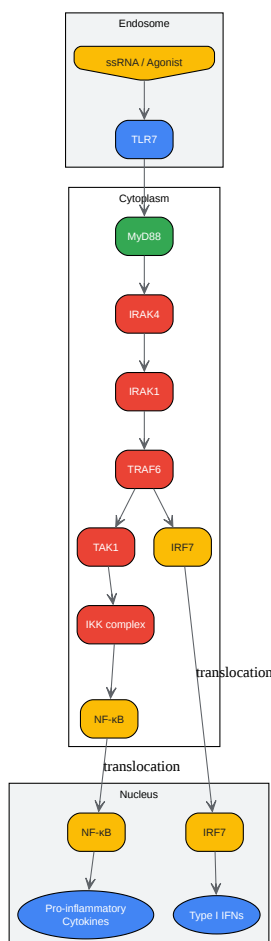 Endosome
ssRNA / Agonist
TLR7
Cytoplasm
MyD88
IRAK4
IRAK1
TRAF6
TAK1
IRF7
IKK complex
translocation
NF-κB
translocation
Nucleus
NF-κB
IRF7
Pro-inflammatory
Cytokines
Type I IFNs